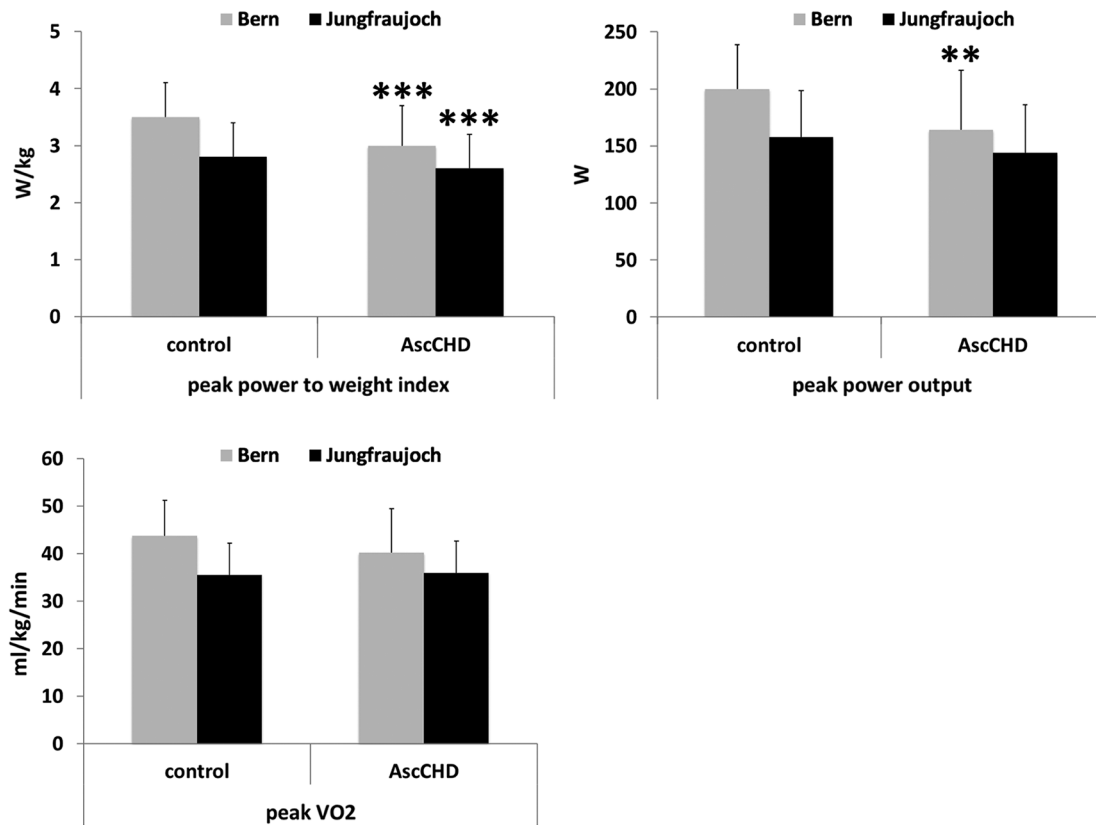 Bern Jungfraujoch
5
4
3
2
1
0
W/kg
***
***
control AscCHD
peak power to weight index
Bern Jungfraujoch
250
200
150
100
50
0
W
**
control AscCHD
peak power output
Bern Jungfraujoch
60
50
40
30
20
10
0
ml/kg/min
control AscCHD
peak VO2